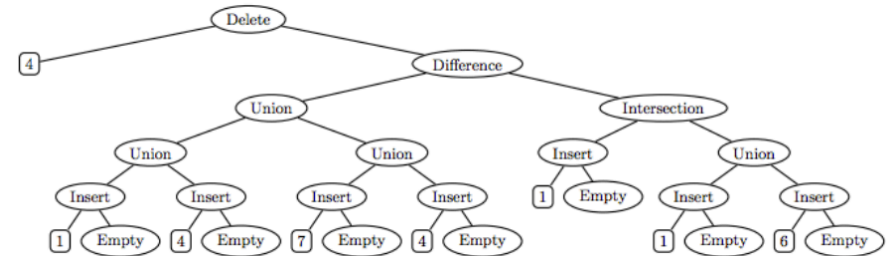 Delete
4 Difference
Union Intersection
Union Union Insert Union
Insert Insert Insert Insert 1 Empty Insert Insert
1 Empty 4 Empty 7 Empty 4 Empty 1 Empty 6 Empty